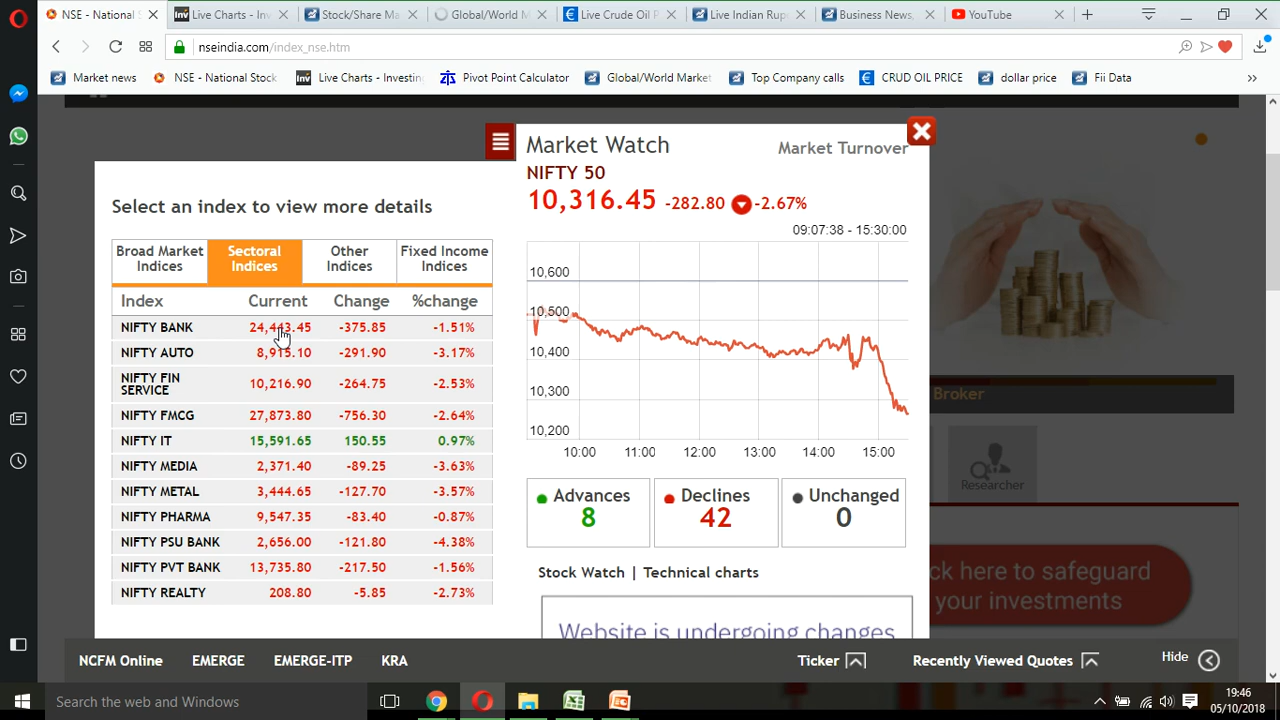 NSE - National S
Live Charts - Inv
Stock/Share Ma
Global/World M
Live Crude Oil P
Live Indian Rup
Business News,
YouTube
nseindia.com/index_nse.htm
Market news
NSE - National Stock
Live Charts - Investin
Pivot Point Calculator
Global/World Market
Top Company calls
CRUD OIL PRICE
dollar price
Fii Data
Market Watch
Market Turnover
NIFTY 50
10,316.45 -282.80 -2.67%
09:07:38 - 15:30:00
Select an index to view more details
Broad Market
Indices
Sectoral
Indices
Other
Indices
Fixed Income
Indices
Index Current Change %change
NIFTY BANK 24,443.45 -375.85 -1.51%
NIFTY AUTO 8,915.10 -291.90 -3.17%
NIFTY FIN
SERVICE 10,216.90 -264.75 -2.53%
NIFTY FMCG 27,873.80 -756.30 -2.64%
NIFTY IT 15,591.65 150.55 0.97%
NIFTY MEDIA 2,371.40 -89.25 -3.63%
NIFTY METAL 3,444.65 -127.70 -3.57%
NIFTY PHARMA 9,547.35 -83.40 -0.87%
NIFTY PSU BANK 2,656.00 -121.80 -4.38%
NIFTY PVT BANK 13,735.80 -217.50 -1.56%
NIFTY REALTY 208.80 -5.85 -2.73%
10,600
10,500
10,400
10,300
10,200
10:00 11:00 12:00 13:00 14:00 15:00
Advances
8
Declines
42
Unchanged
0
Stock Watch | Technical charts
Website is undergoing changes
Broker
Researcher
ck here to safeguard
your investments
NCFM Online EMERGE EMERGE-ITP KRA
Ticker
Recently Viewed Quotes
Hide
Search the web and Windows
19:46
05/10/2018